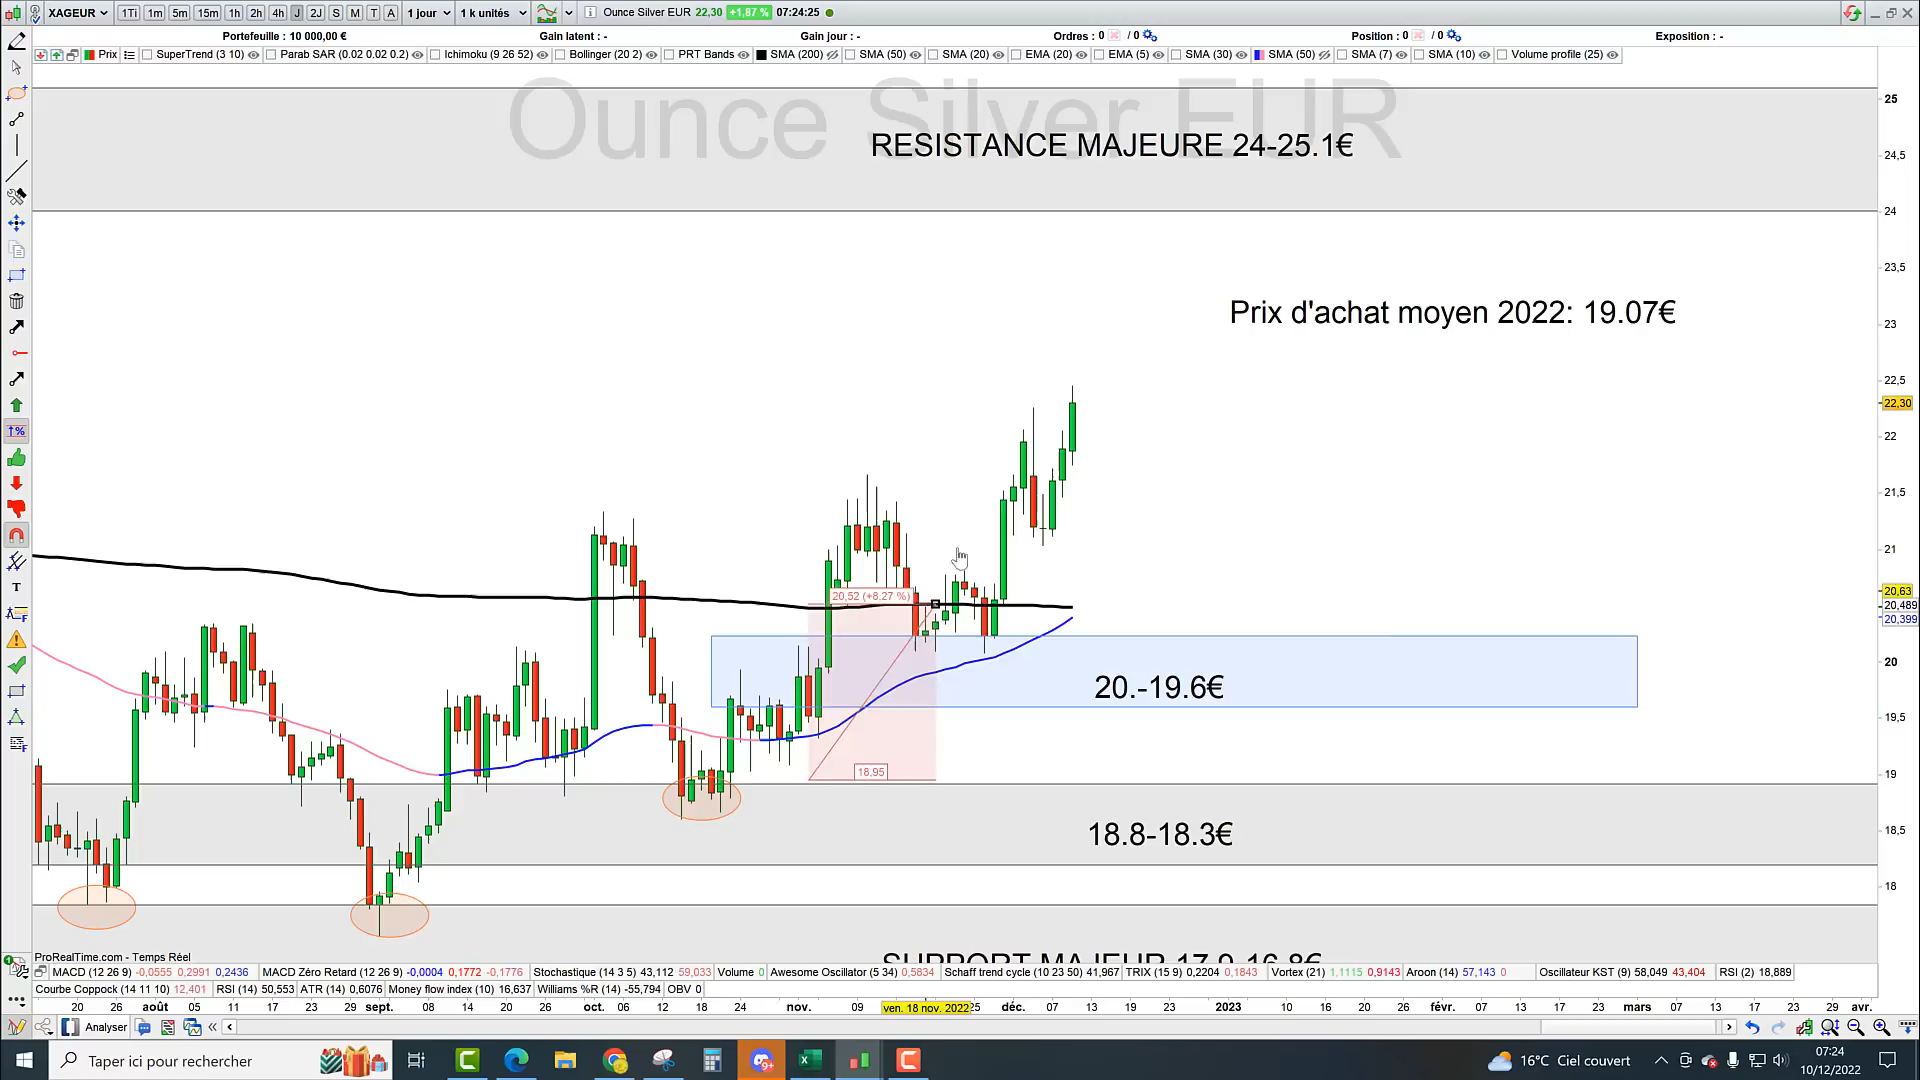 XAGEUR 1Ti 1m 5m 15m 1h 2h 4h J 2J S M T A 1 jour 1 k unités Ounce Silver EUR 22,30 +1,87 % 07:24:25
Portefeuille : 10 000,00 € Gain latent : - Gain jour : - Ordres : 0 / 0 Position : 0 / 0 Exposition : -
Prix SuperTrend (3 10) Parab SAR (0.02 0.02 0.2) Ichimoku (9 26 52) Bollinger (20 2) PRT Bands SMA (200) SMA (50) SMA (20) EMA (20) EMA (5) SMA (30) SMA (50) SMA (7) SMA (10) Volume profile (25)
Ounce Silver EUR
25
RESISTANCE MAJEURE 24-25.1€
24,5
24
23,5
Prix d'achat moyen 2022: 19.07€
23
22,5
22,30
22
21,5
21
20,63
20,52 (+8.27 %)
20,489
20,399
20
20.-19.6€
19,5
19
18,95
18,5
18.8-18.3€
18
SUPPORT MAJEUR 17.9-16.8€
ProRealTime.com - Temps Réel
MACD (12 26 9) -0,0555 0,2991 0,2436 MACD Zéro Retard (12 26 9) -0,0004 0,1772 -0,1776 Stochastique (14 3 5) 43,112 59,033 Volume 0 Awesome Oscillator (5 34) 0,5834 Schaff trend cycle (10 23 50) 41,967 TRIX (15 9) 0,2204 0,1843 Vortex (21) 1,1115 0,9143 Aroon (14) 57,143 0 Oscillateur KST (9) 58,049 43,404 RSI (2) 18,889
Courbe Coppock (14 11 10) 12,401 RSI (14) 50,553 ATR (14) 0,6076 Money flow index (10) 16,637 Williams %R (14) -55,794 OBV 0
20 26 août 05 11 17 23 sept. 08 14 20 26 oct. 06 12 18 24 nov. 09 ven. 18 nov. 2022 25 déc. 07 13 19 23 2023 10 16 20 26 févr. 07 13 17 23 mars 07 13 17 23 29 avr.
Analyser
Taper ici pour rechercher 9+ 16°C Ciel couvert 07:24
10/12/2022